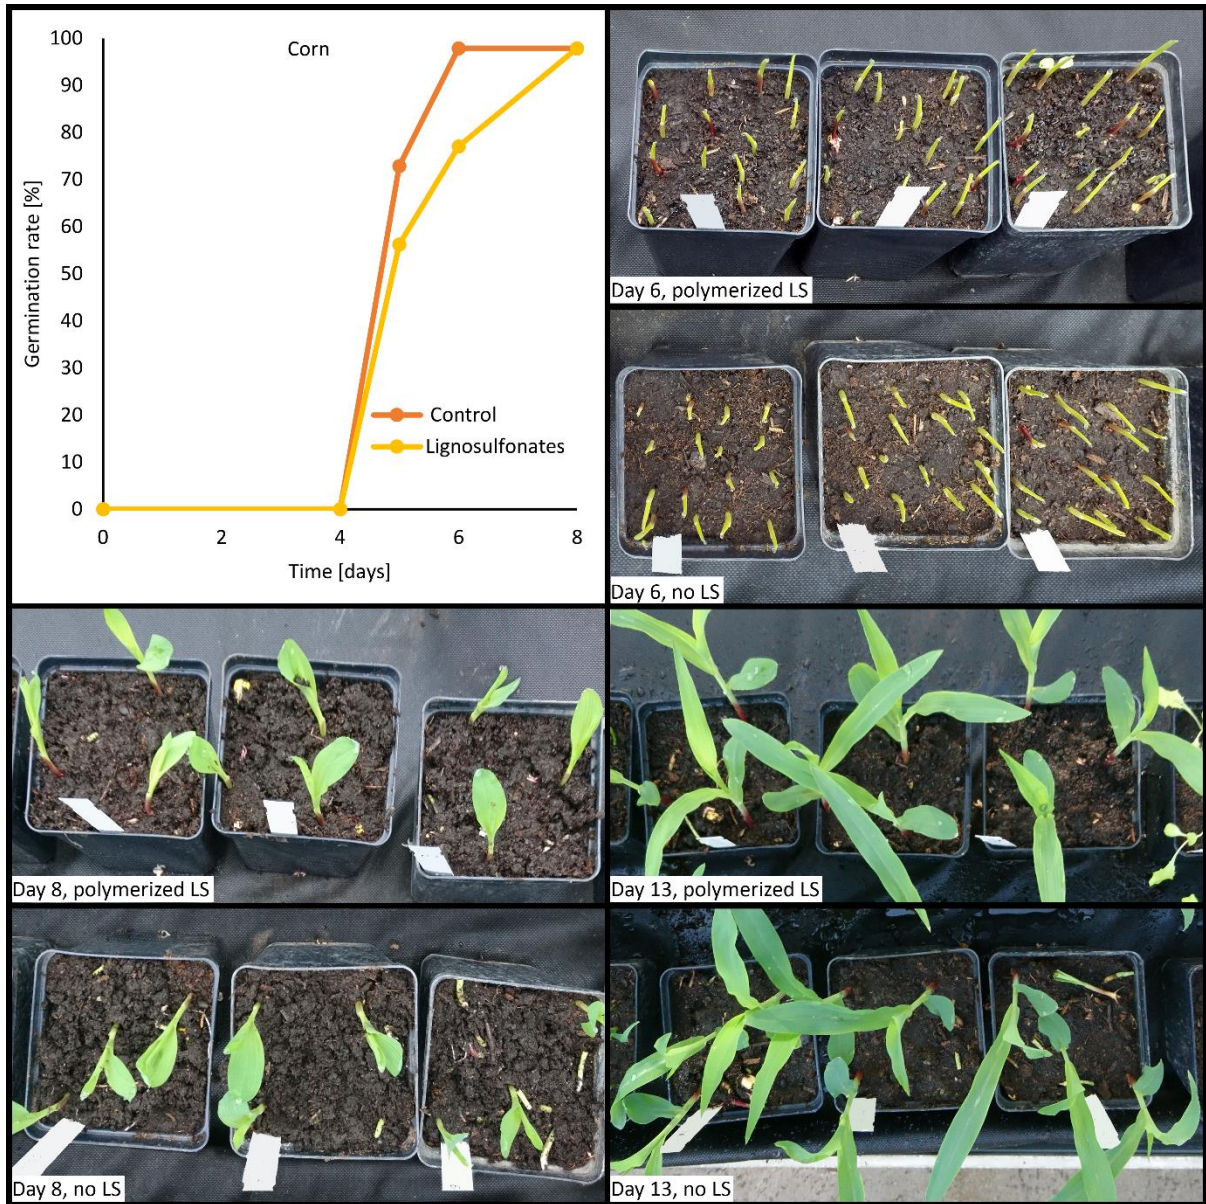 Corn
Germination rate [%]
100
90
80
70
60
50
40
30
20
10
0
0 2 4 6 8
Time [days]
Control
Lignosulfonates
Day 6, polymerized LS
Day 6, no LS
Day 8, polymerized LS
Day 13, polymerized LS
Day 8, no LS
Day 13, no LS